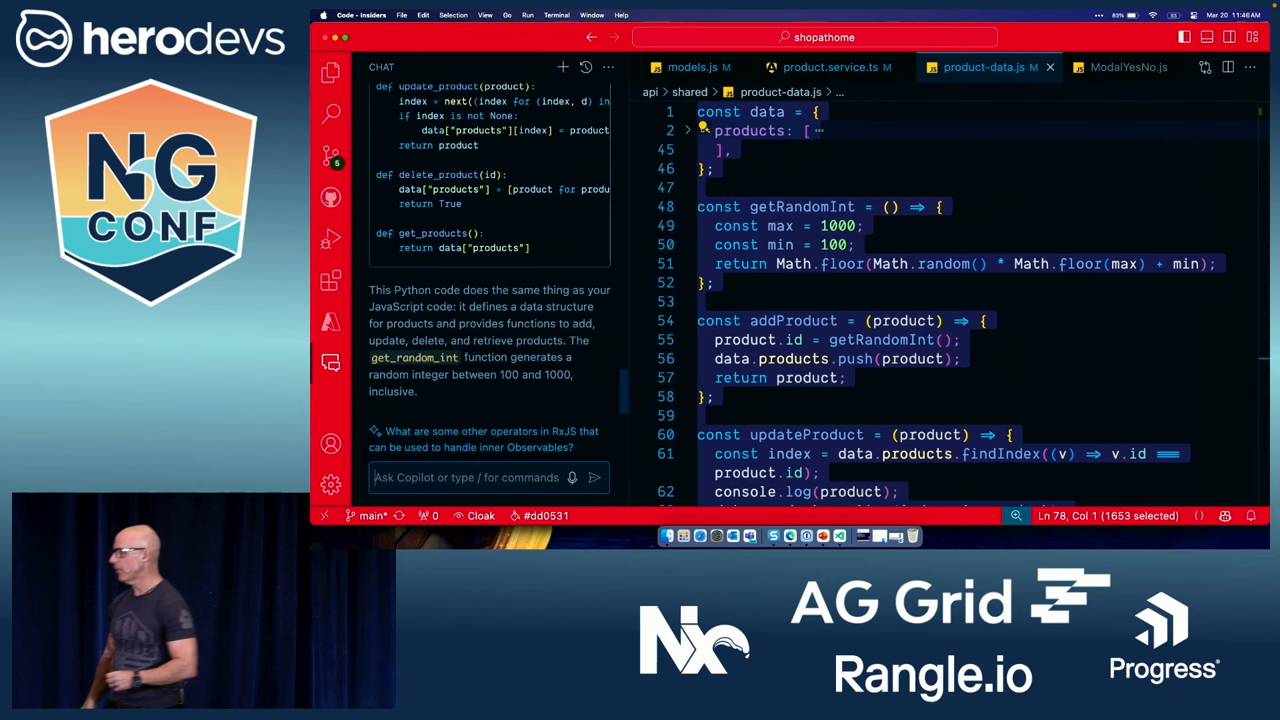 herodevs
NG
CONF
Code - Insiders File Edit Selection View Go Run Terminal Window Help
83%
Mar 20 11:46AM
shopathome
CHAT
models.js M
product.service.ts M
product-data.js M
ModalYesNo.js M
api > shared > product-data.js > ...
def update_product(product):
index = next((index for (index, d) in
if index is not None:
data["products"][index] = product
return product
def delete_product(id):
data["products"] = [product for produ
return True
def get_products():
return data["products"]
This Python code does the same thing as your
JavaScript code: it defines a data structure
for products and provides functions to add,
update, delete, and retrieve products. The
get_random_int function generates a
random integer between 100 and 1000,
inclusive.
What are some other operators in RxJS that
can be used to handle inner Observables?
Ask Copilot or type / for commands
5
1 const data = {
2 products: [ ⋯
45 ],
46 };
47
48 const getRandomInt = () => {
49 const max = 1000;
50 const min = 100;
51 return Math.floor(Math.random() * Math.floor(max) + min);
52 };
53
54 const addProduct = (product) => {
55 product.id = getRandomInt();
56 data.products.push(product);
57 return product;
58 };
59
60 const updateProduct = (product) => {
61 const index = data.products.findIndex((v) => v.id ===
product.id);
62 console.log(product);
main* 0 Cloak #dd0531
Ln 78, Col 1 (1653 selected) {}
Nx
AG Grid
Rangle.io
Progress